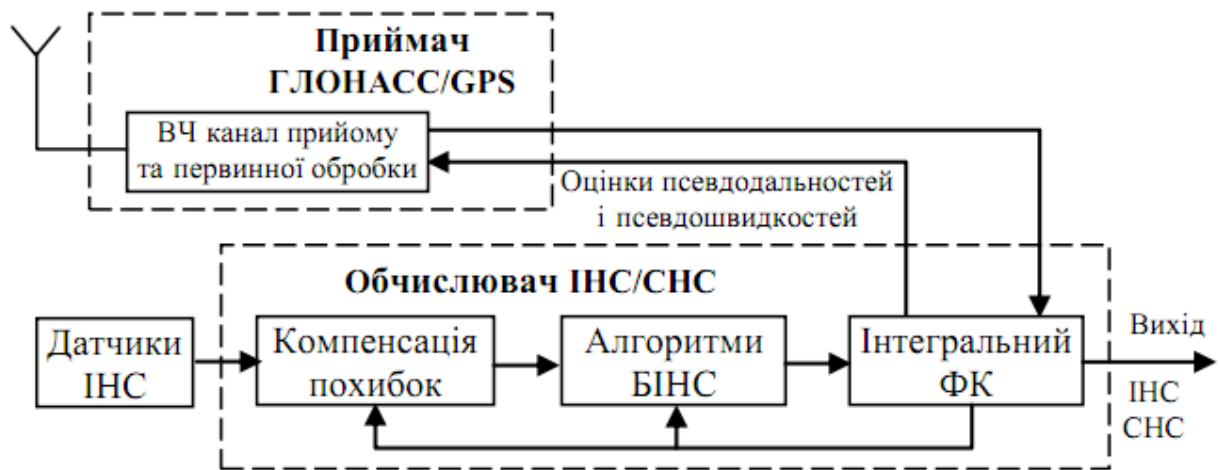 Приймач
ГЛОНАСС/GPS
ВЧ канал прийому
та первинної обробки
Оцінки псевдодальностей
і псевдошвидкостей
Обчислювач ІНС/СНС
Датчики
ІНС
Компенсація
похибок
Алгоритми
БІНС
Інтегральний
ФК
Вихід
ІНС
СНС